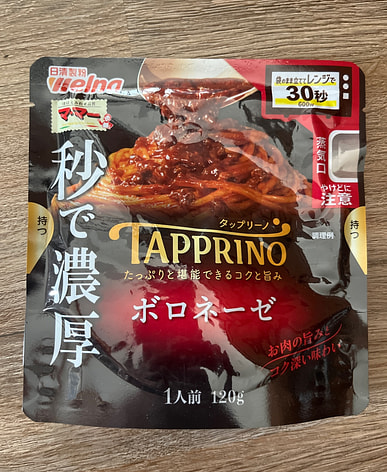 日清製粉
Welna
袋のまま立ててレンジで
30秒
600W
マ・マー
蒸気口
やけどに
注意
秒で濃厚
持つ
持つ
調理例
タップリーノ
TAPPRINO
たっぷりと堪能できるコクと旨み
ボロネーゼ
お肉の旨みと
コク深い味わい
1人前 120g